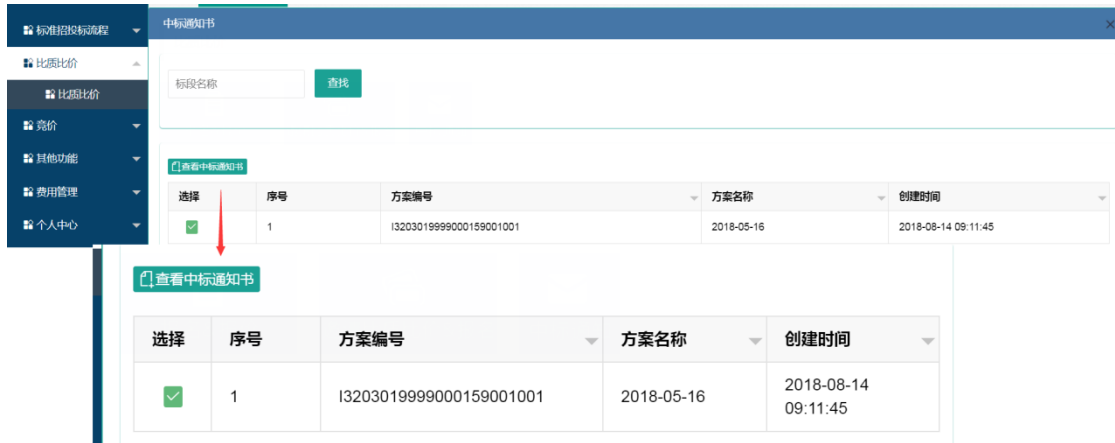 标准招投标流程
比质比价
比质比价
竞价
其他功能
费用管理
个人中心
中标通知书
标段名称 查找
查看中标通知书
选择 序号 方案编号 方案名称 创建时间
1 I3203019999000159001001 2018-05-16 2018-08-14 09:11:45
查看中标通知书
选择 序号 方案编号 方案名称 创建时间
1 I3203019999000159001001 2018-05-16 2018-08-14
09:11:45